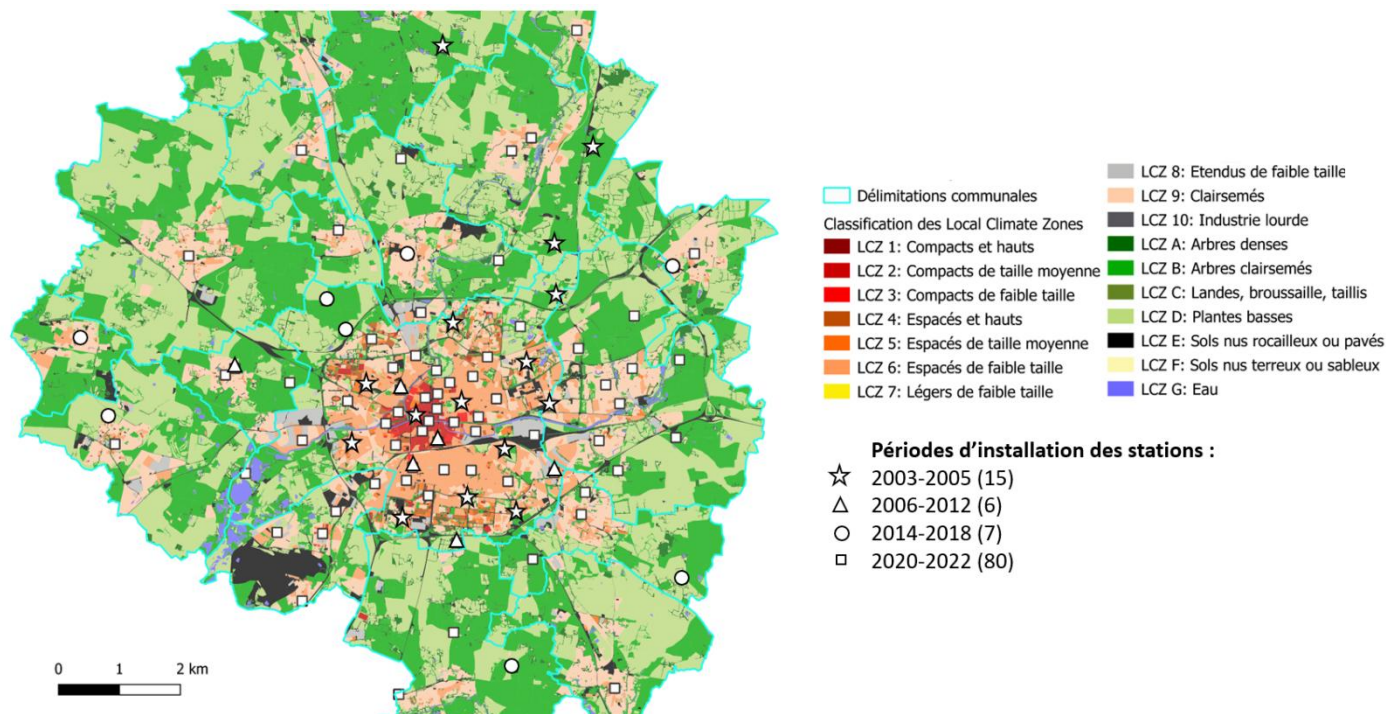 Délimitations communales
Classification des Local Climate Zones
LCZ 1: Compacts et hauts
LCZ 2: Compacts de taille moyenne
LCZ 3: Compacts de faible taille
LCZ 4: Espacés et hauts
LCZ 5: Espacés de taille moyenne
LCZ 6: Espacés de faible taille
LCZ 7: Légers de faible taille
LCZ 8: Etendus de faible taille
LCZ 9: Clairsemés
LCZ 10: Industrie lourde
LCZ A: Arbres denses
LCZ B: Arbres clairsemés
LCZ C: Landes, broussaille, taillis
LCZ D: Plantes basses
LCZ E: Sols nus rocailleux ou pavés
LCZ F: Sols nus terreux ou sableux
LCZ G: Eau
Périodes d'installation des stations :
2003-2005 (15)
2006-2012 (6)
2014-2018 (7)
2020-2022 (80)
0 1 2 km